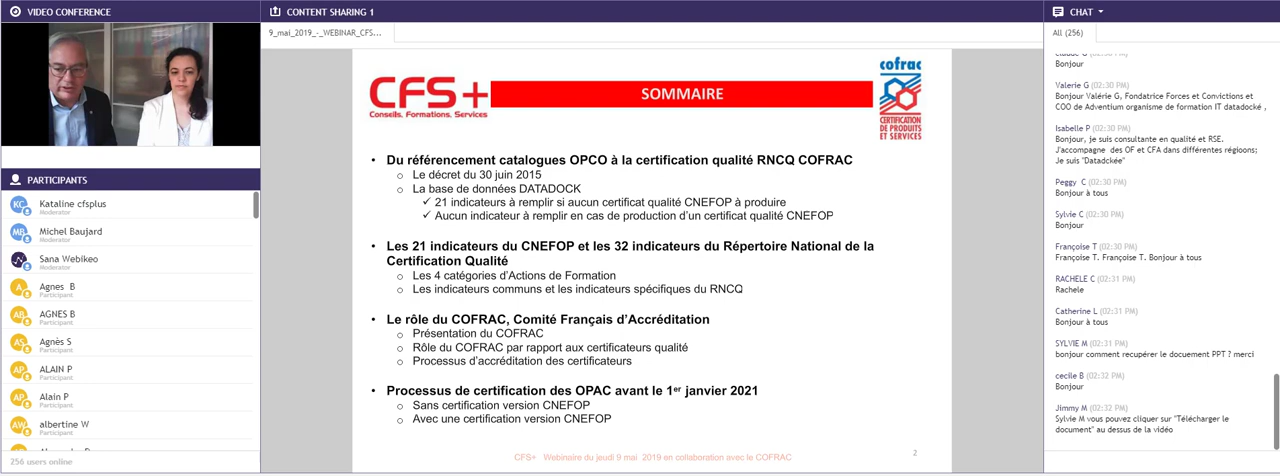 VIDEO CONFERENCE
PARTICIPANTS
KC
Kataline cfsplus
Moderator
MB
Michel Baujard
Moderator
Sana Webikeo
Moderator
A
Agnes B
Participant
AB
AGNES B
Participant
AS
Agnès S
Participant
AP
ALAIN P
Participant
AP
Alain P
Participant
AW
albertine W
Participant
256 users online
CONTENT SHARING 1
9_mai_2019_-_WEBINAR_CFS...
CFS+
Conseils, Formations, Services
SOMMAIRE
cofrac
CERTIFICATION
DE PRODUITS
ET SERVICES
• Du référencement catalogues OPCO à la certification qualité RNCQ COFRAC
o Le décret du 30 juin 2015
o La base de données DATADOCK
✓ 21 indicateurs à remplir si aucun certificat qualité CNEFOP à produire
✓ Aucun indicateur à remplir en cas de production d'un certificat qualité CNEFOP
• Les 21 indicateurs du CNEFOP et les 32 indicateurs du Répertoire National de la
Certification Qualité
o Les 4 catégories d'Actions de Formation
o Les indicateurs communs et les indicateurs spécifiques du RNCQ
• Le rôle du COFRAC, Comité Français d'Accréditation
o Présentation du COFRAC
o Rôle du COFRAC par rapport aux certificateurs qualité
o Processus d'accréditation des certificateurs
• Processus de certification des OPAC avant le 1er janvier 2021
o Sans certification version CNEFOP
o Avec une certification version CNEFOP
CFS+ Webinaire du jeudi 9 mai 2019 en collaboration avec le COFRAC
2
CHAT
All (256)
Bonjour
Valerie G (02:30 PM)
Bonjour Valérie G, Fondatrice Forces et Convictions et
COO de Adventium organisme de formation IT datadocké ,
Isabelle P (02:30 PM)
Bonjour, je suis consultante en qualité et RSE.
J'accompagne des OF et CFA dans différentes régioons;
Je suis "Datadckée"
Peggy C (02:30 PM)
Bonjour à tous
Sylvie C (02:30 PM)
Bonjour
Françoise T (02:30 PM)
Françoise T. Françoise T. Bonjour à tous
RACHELE C (02:31 PM)
Rachele
Catherine L (02:31 PM)
Bonjour à tous
SYLVIE M (02:31 PM)
bonjour comment recupérer le docuement PPT ? merci
cecile B (02:32 PM)
Bonjour
Jimmy M (02:32 PM)
Sylvie M vous pouvez cliquer sur "Télécharger le
document" au dessus de la vidéo